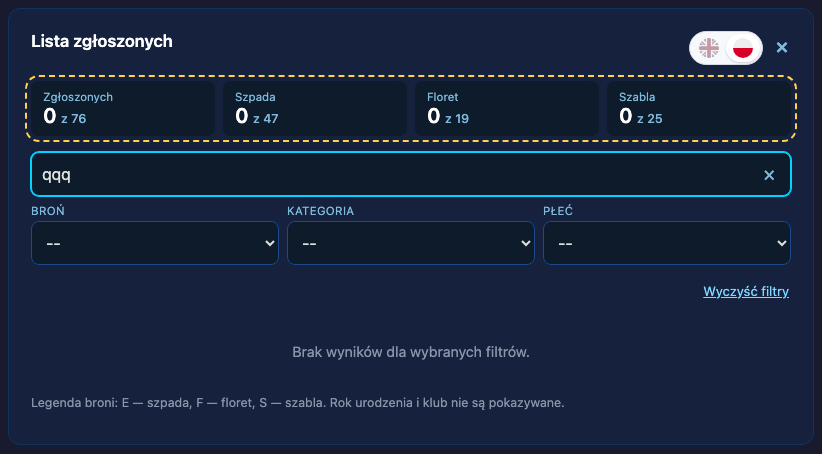 Lista zgłoszonych
Zgłoszonych Szpada Floret Szabla
0 z 76 0 z 47 0 z 19 0 z 25
qqq
BROŃ KATEGORIA PŁEĆ
-- -- --
Wyczyść filtry
Brak wyników dla wybranych filtrów.
Legenda broni: E — szpada, F — floret, S — szabla. Rok urodzenia i klub nie są pokazywane.